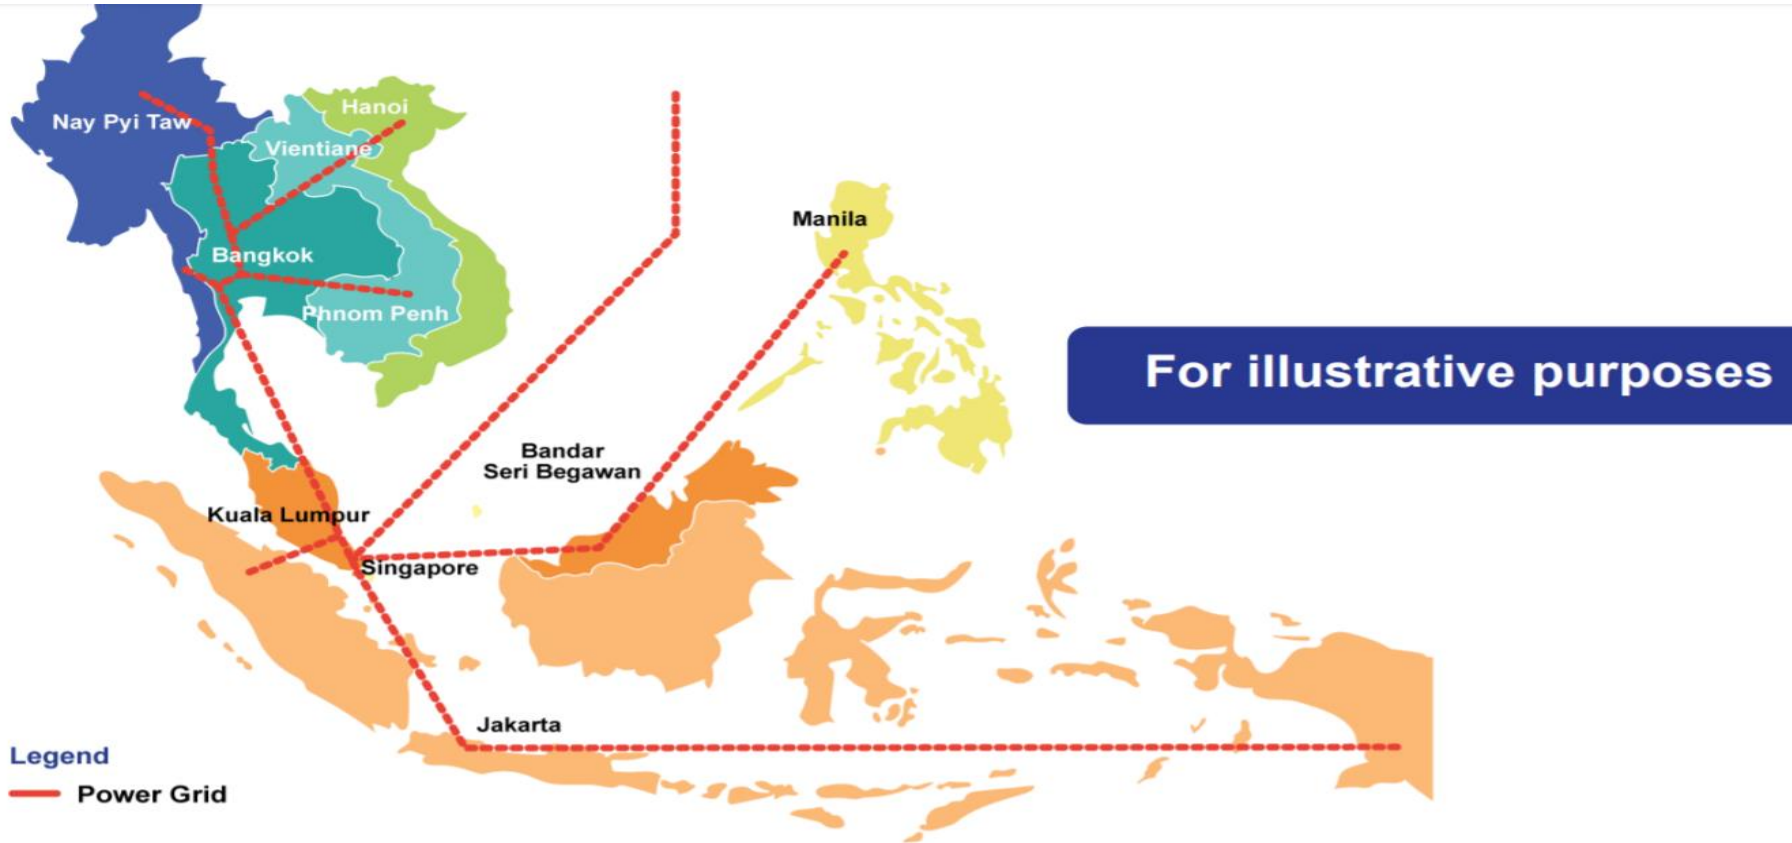 Hanoi
Nay Pyi Taw
Vientiane
Manila
Bangkok
Phnom Penh
For illustrative purposes
Bandar
Seri Begawan
Kuala Lumpur
Singapore
Jakarta
Legend
Power Grid